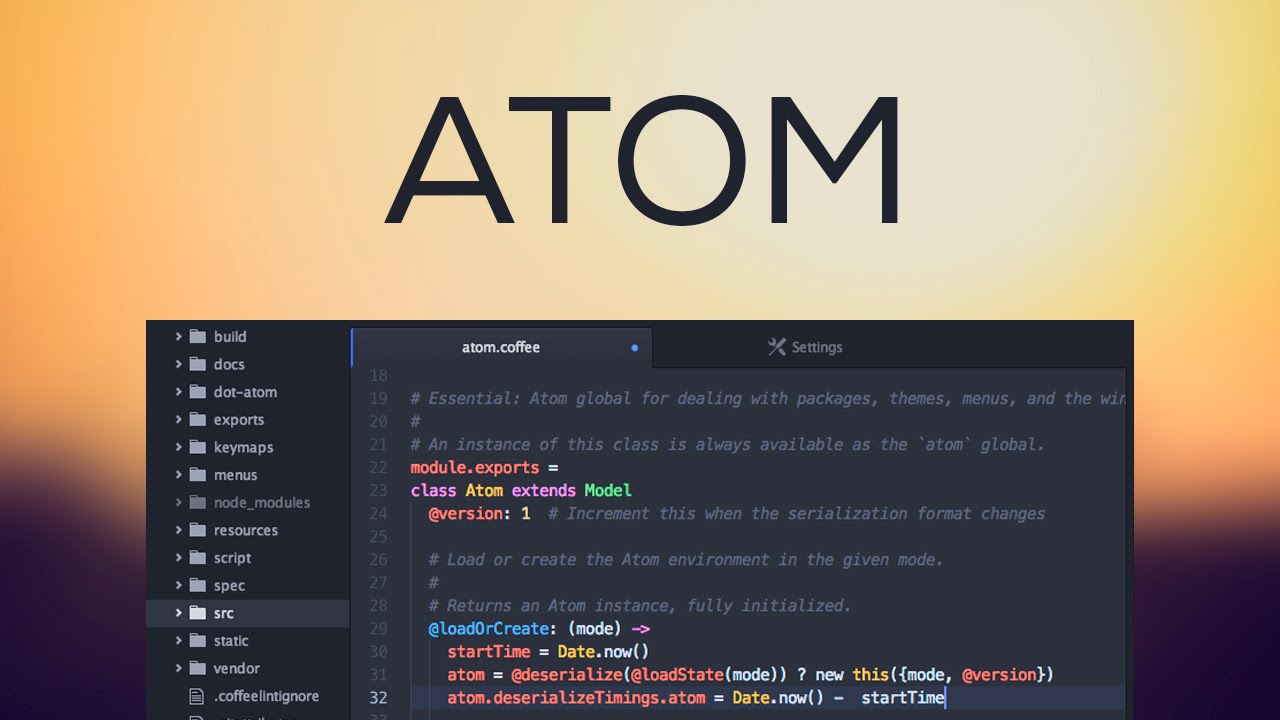 ATOM
build
docs
dot-atom
exports
keymaps
menus
node_modules
resources
script
spec
src
static
vendor
.coffeelintignore
atom.coffee
Settings
18
19 # Essential: Atom global for dealing with packages, themes, menus, and the win
20 #
21 # An instance of this class is always available as the `atom` global.
22 module.exports =
23 class Atom extends Model
24 @version: 1 # Increment this when the serialization format changes
25
26 # Load or create the Atom environment in the given mode.
27 #
28 # Returns an Atom instance, fully initialized.
29 @loadOrCreate: (mode) ->
30 startTime = Date.now()
31 atom = @deserialize(@loadState(mode)) ? new this({mode, @version})
32 atom.deserializeTimings.atom = Date.now() - startTime